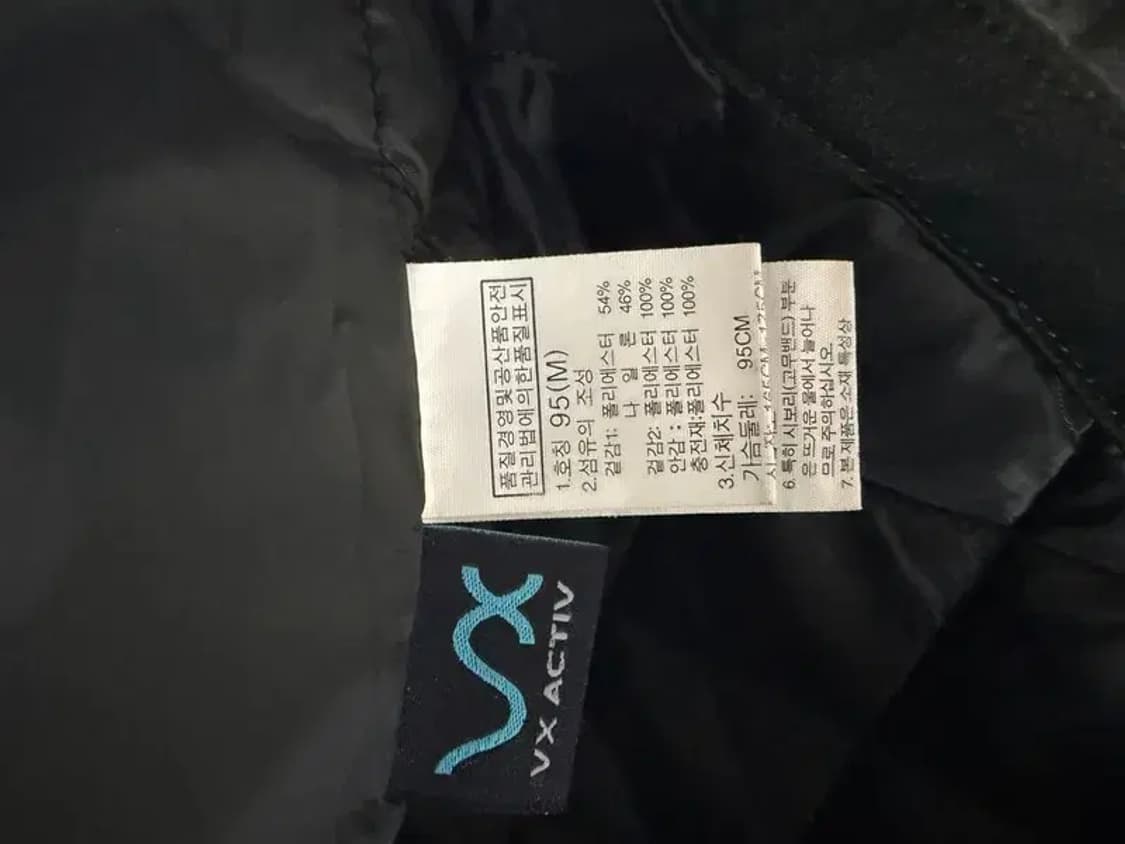 품질경영및공산품안전
관리법에의한품질표시
1.호칭 95(M)
2.섬유의 조성
겉감1: 폴리에스터 54%
나 일 론 46%
겉감2: 폴리에스터 100%
안감 : 폴리에스터 100%
충전재:폴리에스터 100%
3.신체치수
가슴둘레: 95CM
6. 특히 시보리(고무밴드) 부분
은 뜨거운 물에서 늘어나
므로 주의하십시오.
7. 본 제품은 소재 특성상
VX
VX ACTIV